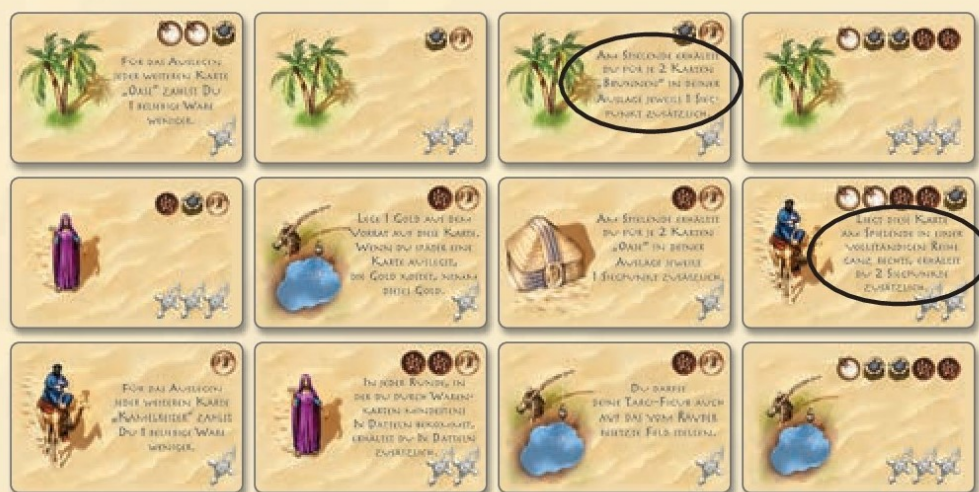 Für das Auslegen
jeder weiteren Karte
„Oase“ zahlst Du
1 beliebige Ware
weniger.
Am Spielende erhältst
du für je 2 Karten
„Brunnen“ in deiner
Auslage jeweils 1 Sieg-
punkt zusätzlich.
Lege 1 Gold aus dem
Vorrat auf diese Karte.
Wenn du später eine
Karte auslegst,
die Gold kostet, nimm
dieses Gold.
Am Spielende erhältst
du für je 2 Karten
„Oase“ in deiner
Auslage jeweils
1 Siegpunkt zusätzlich.
Liegt diese Karte
am Spielende in einer
vollständigen Reihe
ganz rechts, erhältst
du 2 Siegpunkte
zusätzlich.
Für das Auslegen
jeder weiteren Karte
„Kamelreiter“ zahlst
Du 1 beliebige Ware
weniger.
In jeder Runde, in
der du durch Waren-
karten mindestens
1x Datteln bekommst,
erhältst du 1x Datteln
zusätzlich.
Du darfst
deine Targi-Figur auch
auf das vom Räuber
besetzte Feld stellen.